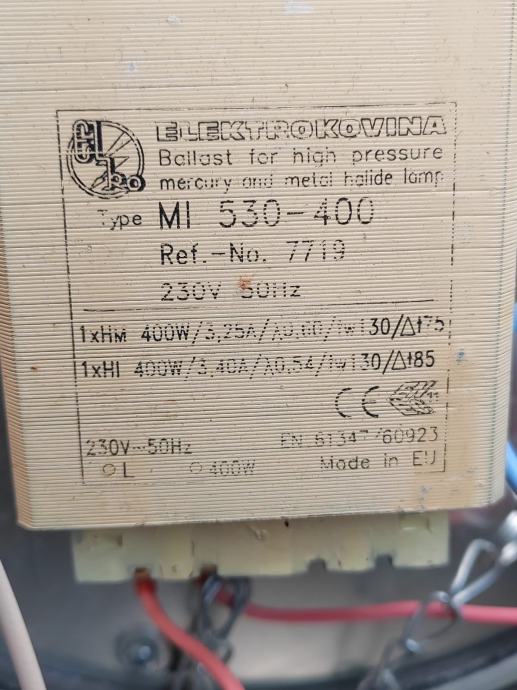 ELEKTROKOVINA
Ballast for high pressure
mercury and metal halide lamp
Type MI 530-400
Ref.-No. 7719
230V 50Hz
1xHM 400W/3,25A/λ0,60/tw130/Δt75
1xHI 400W/3,40A/λ0,54/tw130/Δt85
CE 11
230V~50Hz EN 61347/60923
L 400W Made in EU